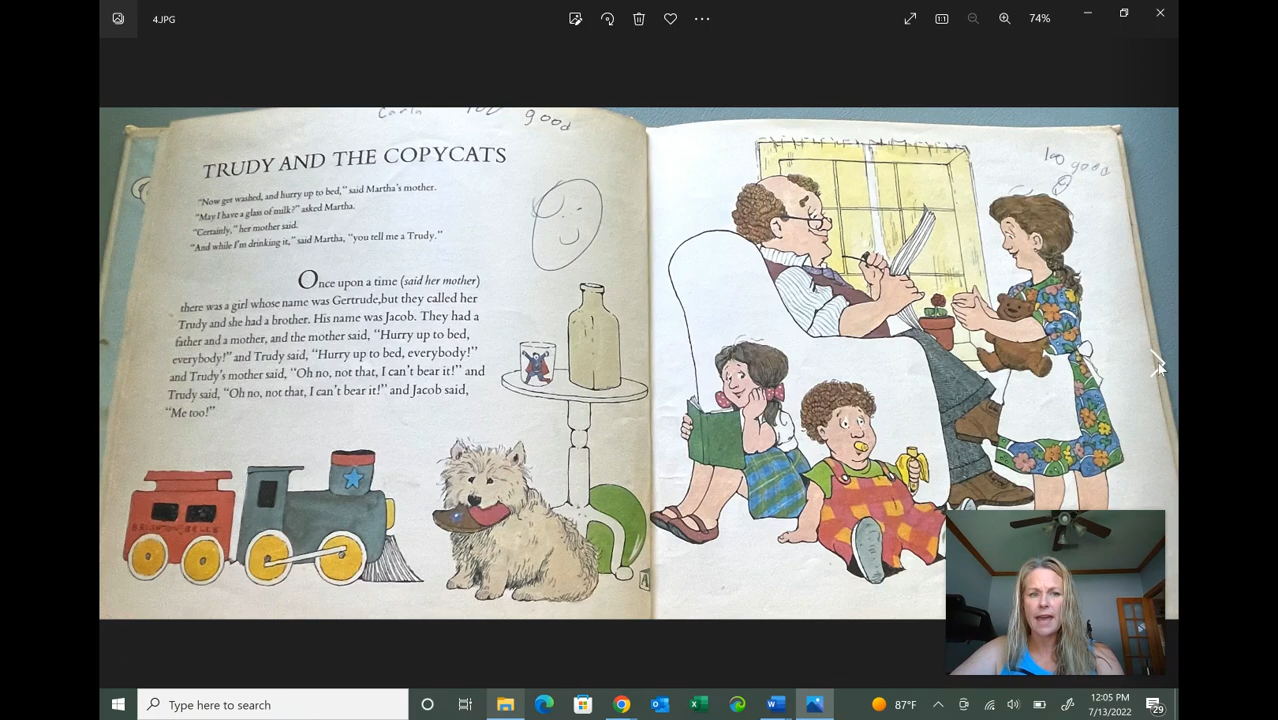 4.JPG
74%
Carla too good
TRUDY AND THE COPYCATS
"Now get washed, and hurry up to bed," said Martha's mother.
"May I have a glass of milk?" asked Martha.
"Certainly," her mother said.
"And while I'm drinking it," said Martha, "you tell me a Trudy."
Once upon a time (said her mother)
there was a girl whose name was Gertrude,but they called her
Trudy and she had a brother. His name was Jacob. They had a
father and a mother, and the mother said, "Hurry up to bed,
everybody!" and Trudy said, "Hurry up to bed, everybody!"
and Trudy's mother said, "Oh no, not that, I can't bear it!" and
Trudy said, "Oh no, not that, I can't bear it!" and Jacob said,
"Me too!"
too
good
Type here to search
87°F
12:05 PM
7/13/2022
29